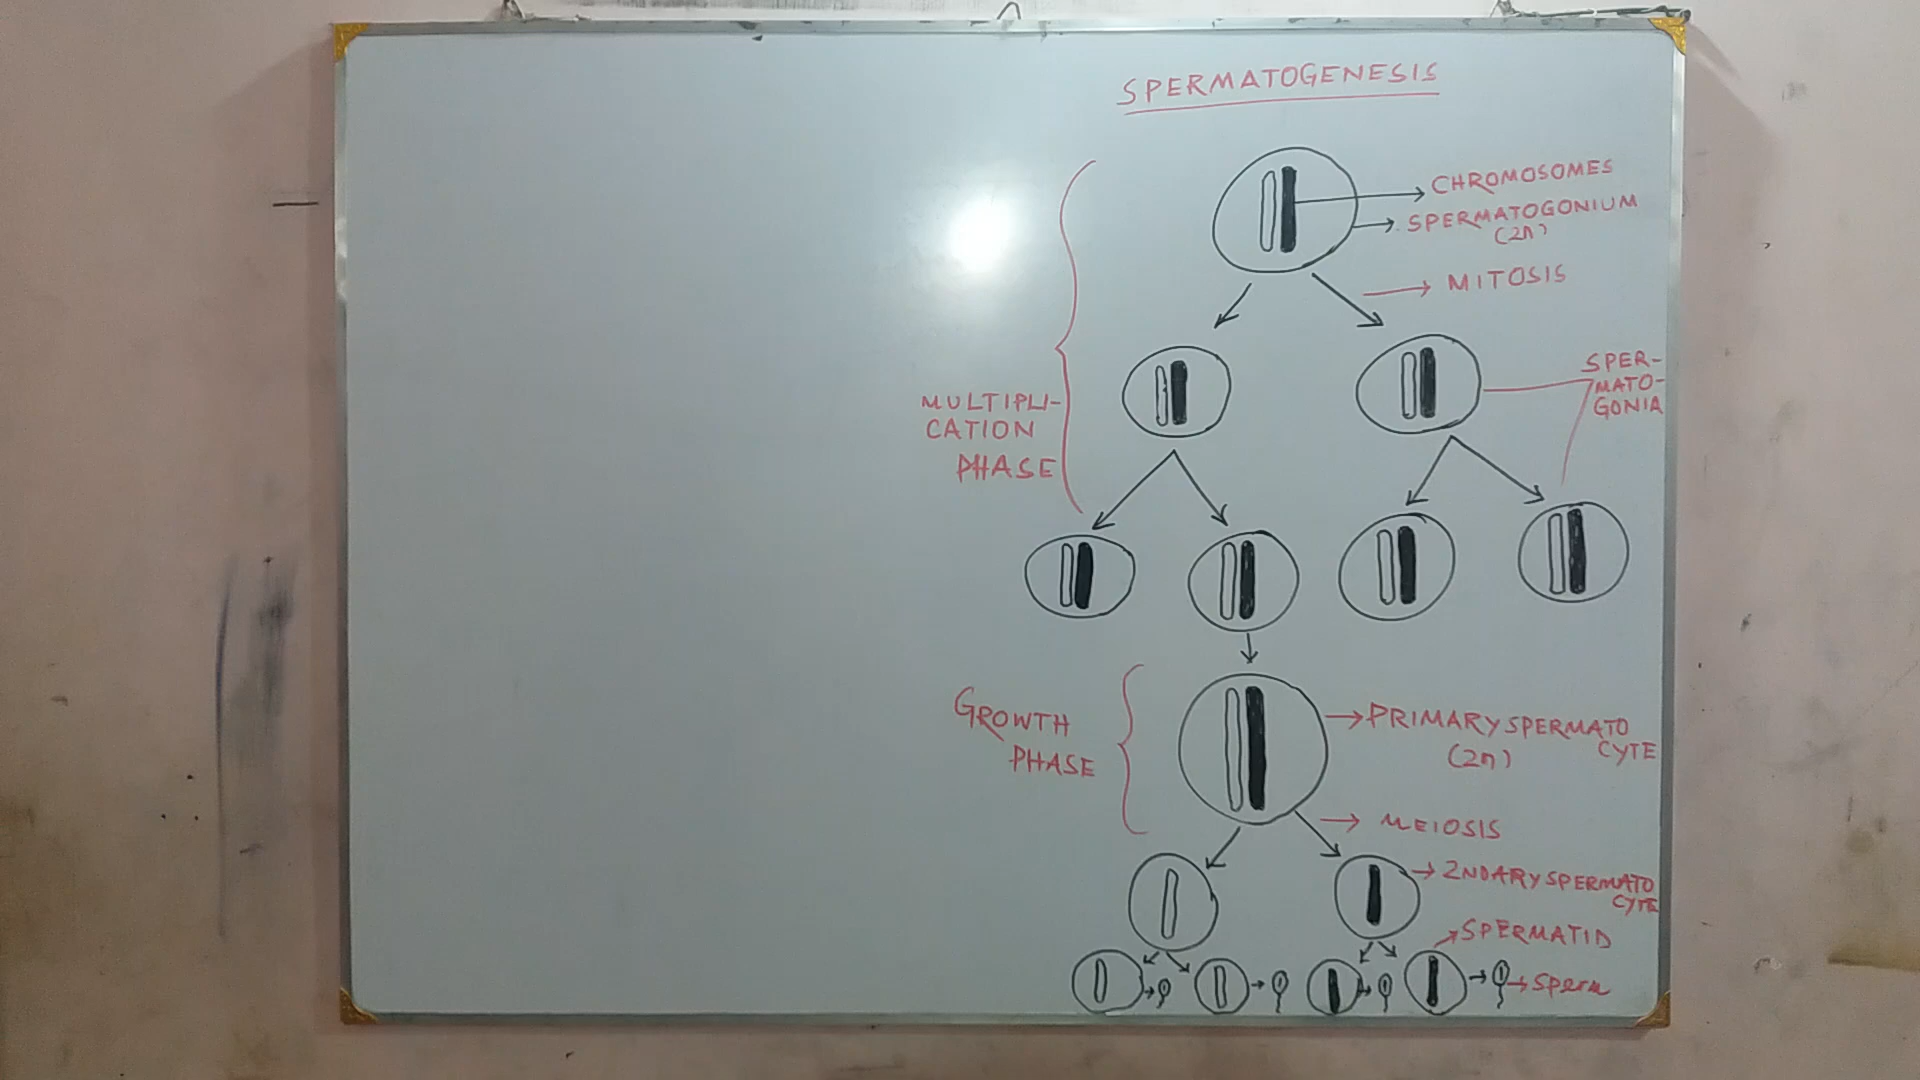 SPERMATOGENESIS
CHROMOSOMES
SPERMATOGONIUM
(2n)
MITOSIS
SPER-
MATO-
GONIA
MULTIPLI-
CATION
PHASE
GROWTH
PHASE
PRIMARY SPERMATO
CYTE
(2n)
MEIOSIS
2NDARY SPERMATO
CYTE
SPERMATID
Sperm